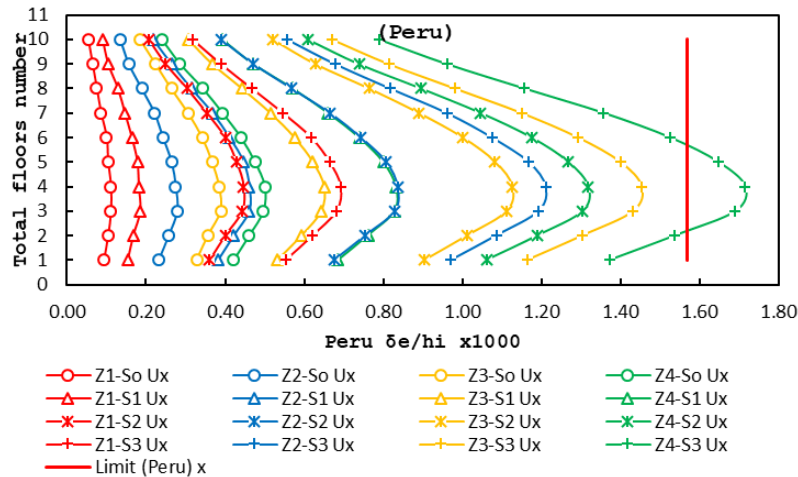 (Peru)
Total floors number
10
9
8
7
6
5
4
3
2
1
0
0.00 0.20 0.40 0.60 0.80 1.00 1.20 1.40 1.60 1.80
Peru δe/hi x1000
Z1-So Ux Z2-So Ux Z3-So Ux Z4-So Ux
Z1-S1 Ux Z2-S1 Ux Z3-S1 Ux Z4-S1 Ux
Z1-S2 Ux Z2-S2 Ux Z3-S2 Ux Z4-S2 Ux
Z1-S3 Ux Z2-S3 Ux Z3-S3 Ux Z4-S3 Ux
Limit (Peru) x